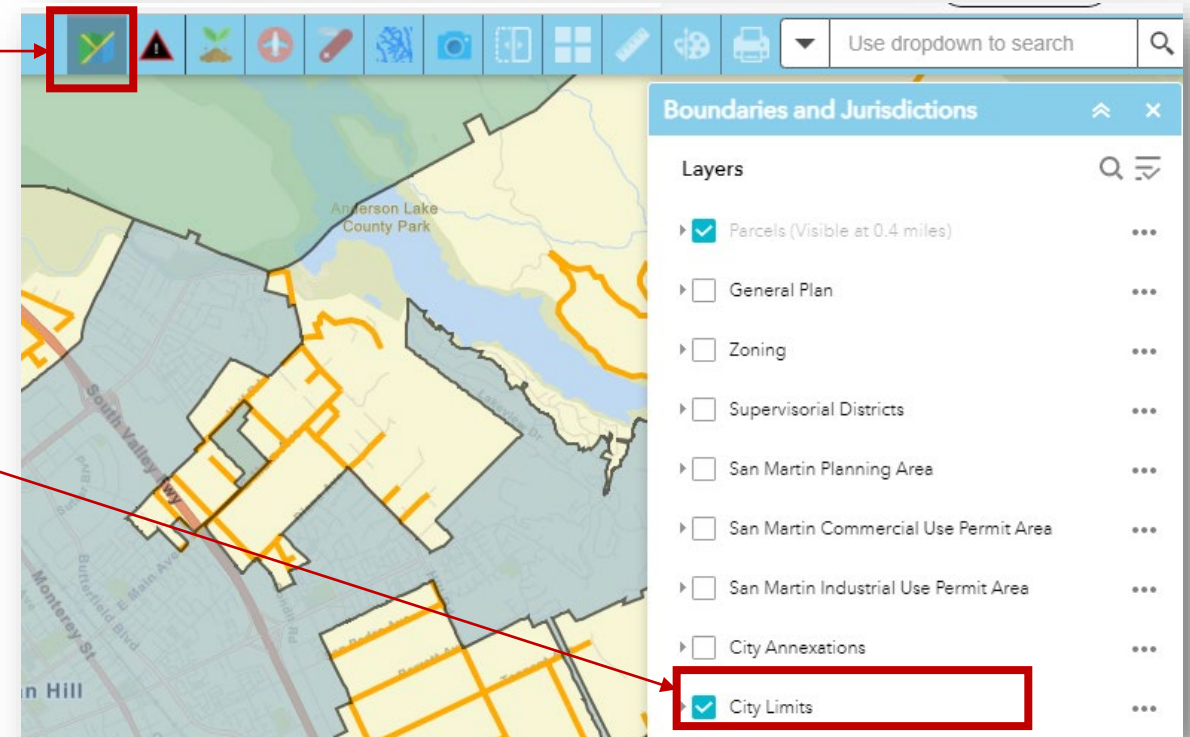 Use dropdown to search
Boundaries and Jurisdictions
Layers
Parcels (Visible at 0.4 miles)
General Plan
Zoning
Supervisorial Districts
San Martin Planning Area
San Martin Commercial Use Permit Area
San Martin Industrial Use Permit Area
City Annexations
City Limits
Anderson Lake
County Park
Lakeview Dr
South Valley Fwy
E Main Ave
Butterfield Blvd
Monterey St
an Hill